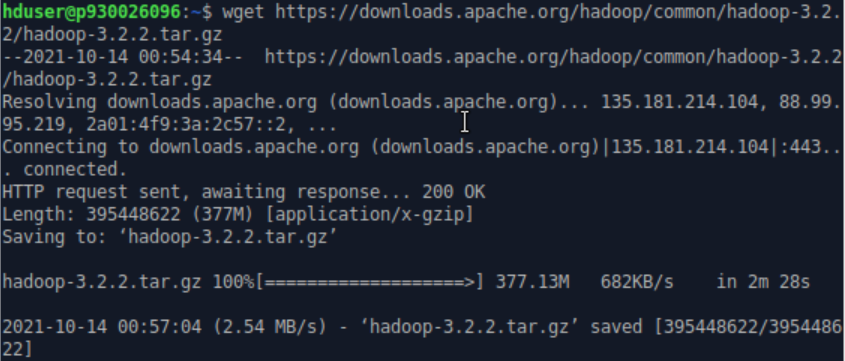 hduser@p930026096:~$ wget https://downloads.apache.org/hadoop/common/hadoop-3.2.
2/hadoop-3.2.2.tar.gz
--2021-10-14 00:54:34--  https://downloads.apache.org/hadoop/common/hadoop-3.2.2
/hadoop-3.2.2.tar.gz
Resolving downloads.apache.org (downloads.apache.org)... 135.181.214.104, 88.99.
95.219, 2a01:4f9:3a:2c57::2, ...
Connecting to downloads.apache.org (downloads.apache.org)|135.181.214.104|:443..
. connected.
HTTP request sent, awaiting response... 200 OK
Length: 395448622 (377M) [application/x-gzip]
Saving to: ‘hadoop-3.2.2.tar.gz’
hadoop-3.2.2.tar.gz 100%[===================>] 377.13M   682KB/s    in 2m 28s
2021-10-14 00:57:04 (2.54 MB/s) - ‘hadoop-3.2.2.tar.gz’ saved [395448622/3954486
22]